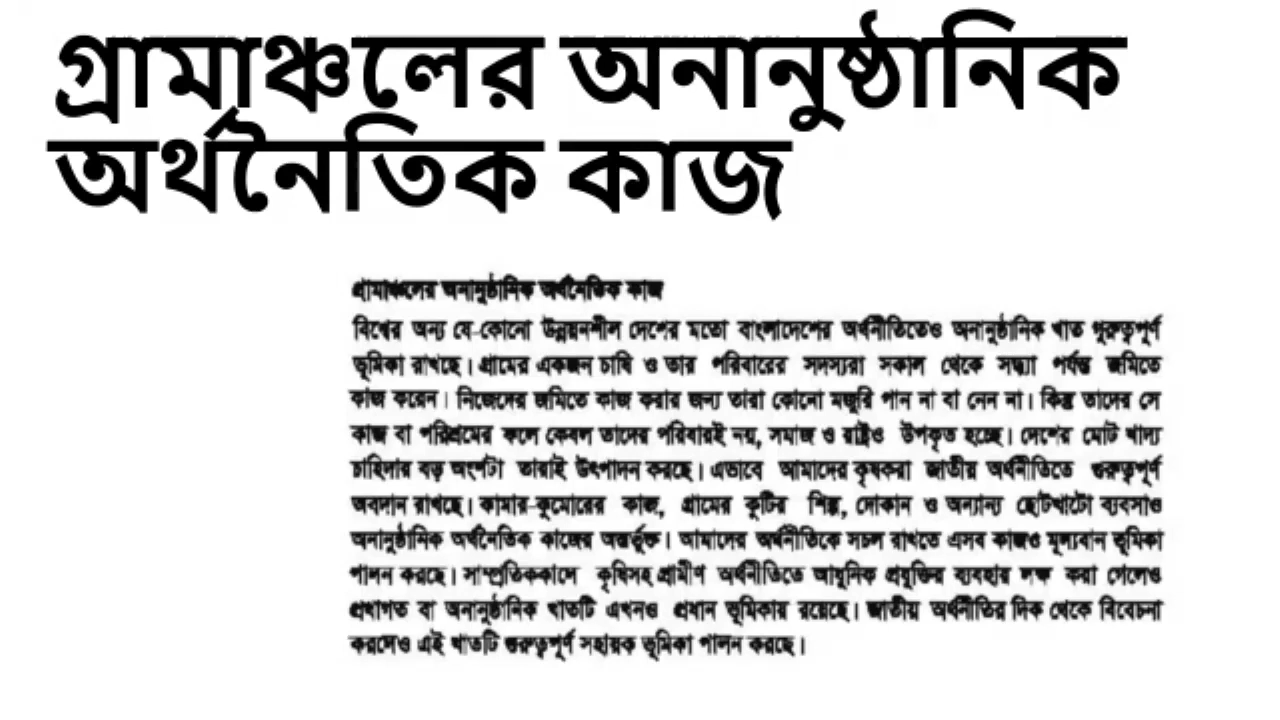 গ্রামাঞ্চলের অনানুষ্ঠানিক
অর্থনৈতিক কাজ
গ্রামাঞ্চলের অনানুষ্ঠানিক অর্থনৈতিক কাজ
বিশ্বের অন্য যে-কোনো উন্নয়নশীল দেশের মতো বাংলাদেশের অর্থনীতিতেও অনানুষ্ঠানিক খাত গুরুত্বপূর্ণ
ভূমিকা রাখছে। গ্রামের একজন চাষি ও তার পরিবারের সদস্যরা সকাল থেকে সন্ধ্যা পর্যন্ত জমিতে
কাজ করেন। নিজেদের জমিতে কাজ করার জন্য তারা কোনো মজুরি পান না বা নেন না। কিন্তু তাদের সে
কাজ বা পরিশ্রমের ফলে কেবল তাদের পরিবারই নয়, সমাজ ও রাষ্ট্রও উপকৃত হচ্ছে। দেশের মোট খাদ্য
চাহিদার বড় অংশটা তারাই উৎপাদন করছে। এভাবে আমাদের কৃষকরা জাতীয় অর্থনীতিতে গুরুত্বপূর্ণ
অবদান রাখছে। কামার-কুমোরের কাজ, গ্রামের কুটির শিল্প, দোকান ও অন্যান্য ছোটখাটো ব্যবসাও
অনানুষ্ঠানিক অর্থনৈতিক কাজের অন্তর্ভুক্ত। আমাদের অর্থনীতিকে সচল রাখতে এসব কাজও মূল্যবান ভূমিকা
পালন করছে। সাম্প্রতিককালে কৃষিসহ গ্রামীণ অর্থনীতিতে আধুনিক প্রযুক্তির ব্যবহার লক্ষ করা গেলেও
প্রথাগত বা অনানুষ্ঠানিক খাতটি এখনও প্রধান ভূমিকায় রয়েছে। জাতীয় অর্থনীতির দিক থেকে বিবেচনা
করলেও এই খাতটি গুরুত্বপূর্ণ সহায়ক ভূমিকা পালন করছে।